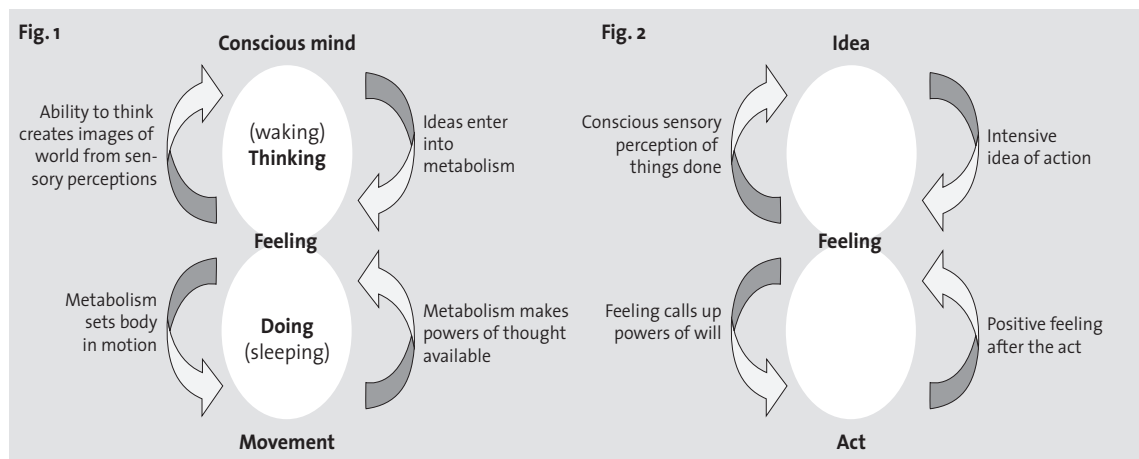 Fig. 1
Conscious mind
Ability to think
creates images of
world from sen-
sory perceptions
(waking)
Thinking
Ideas enter
into
metabolism
Feeling
Metabolism
sets body
in motion
Doing
(sleeping)
Metabolism makes
powers of thought
available
Movement
Fig. 2
Idea
Conscious sensory
perception of
things done
Intensive
idea of action
Feeling
Feeling calls up
powers of will
Positive feeling
after the act
Act